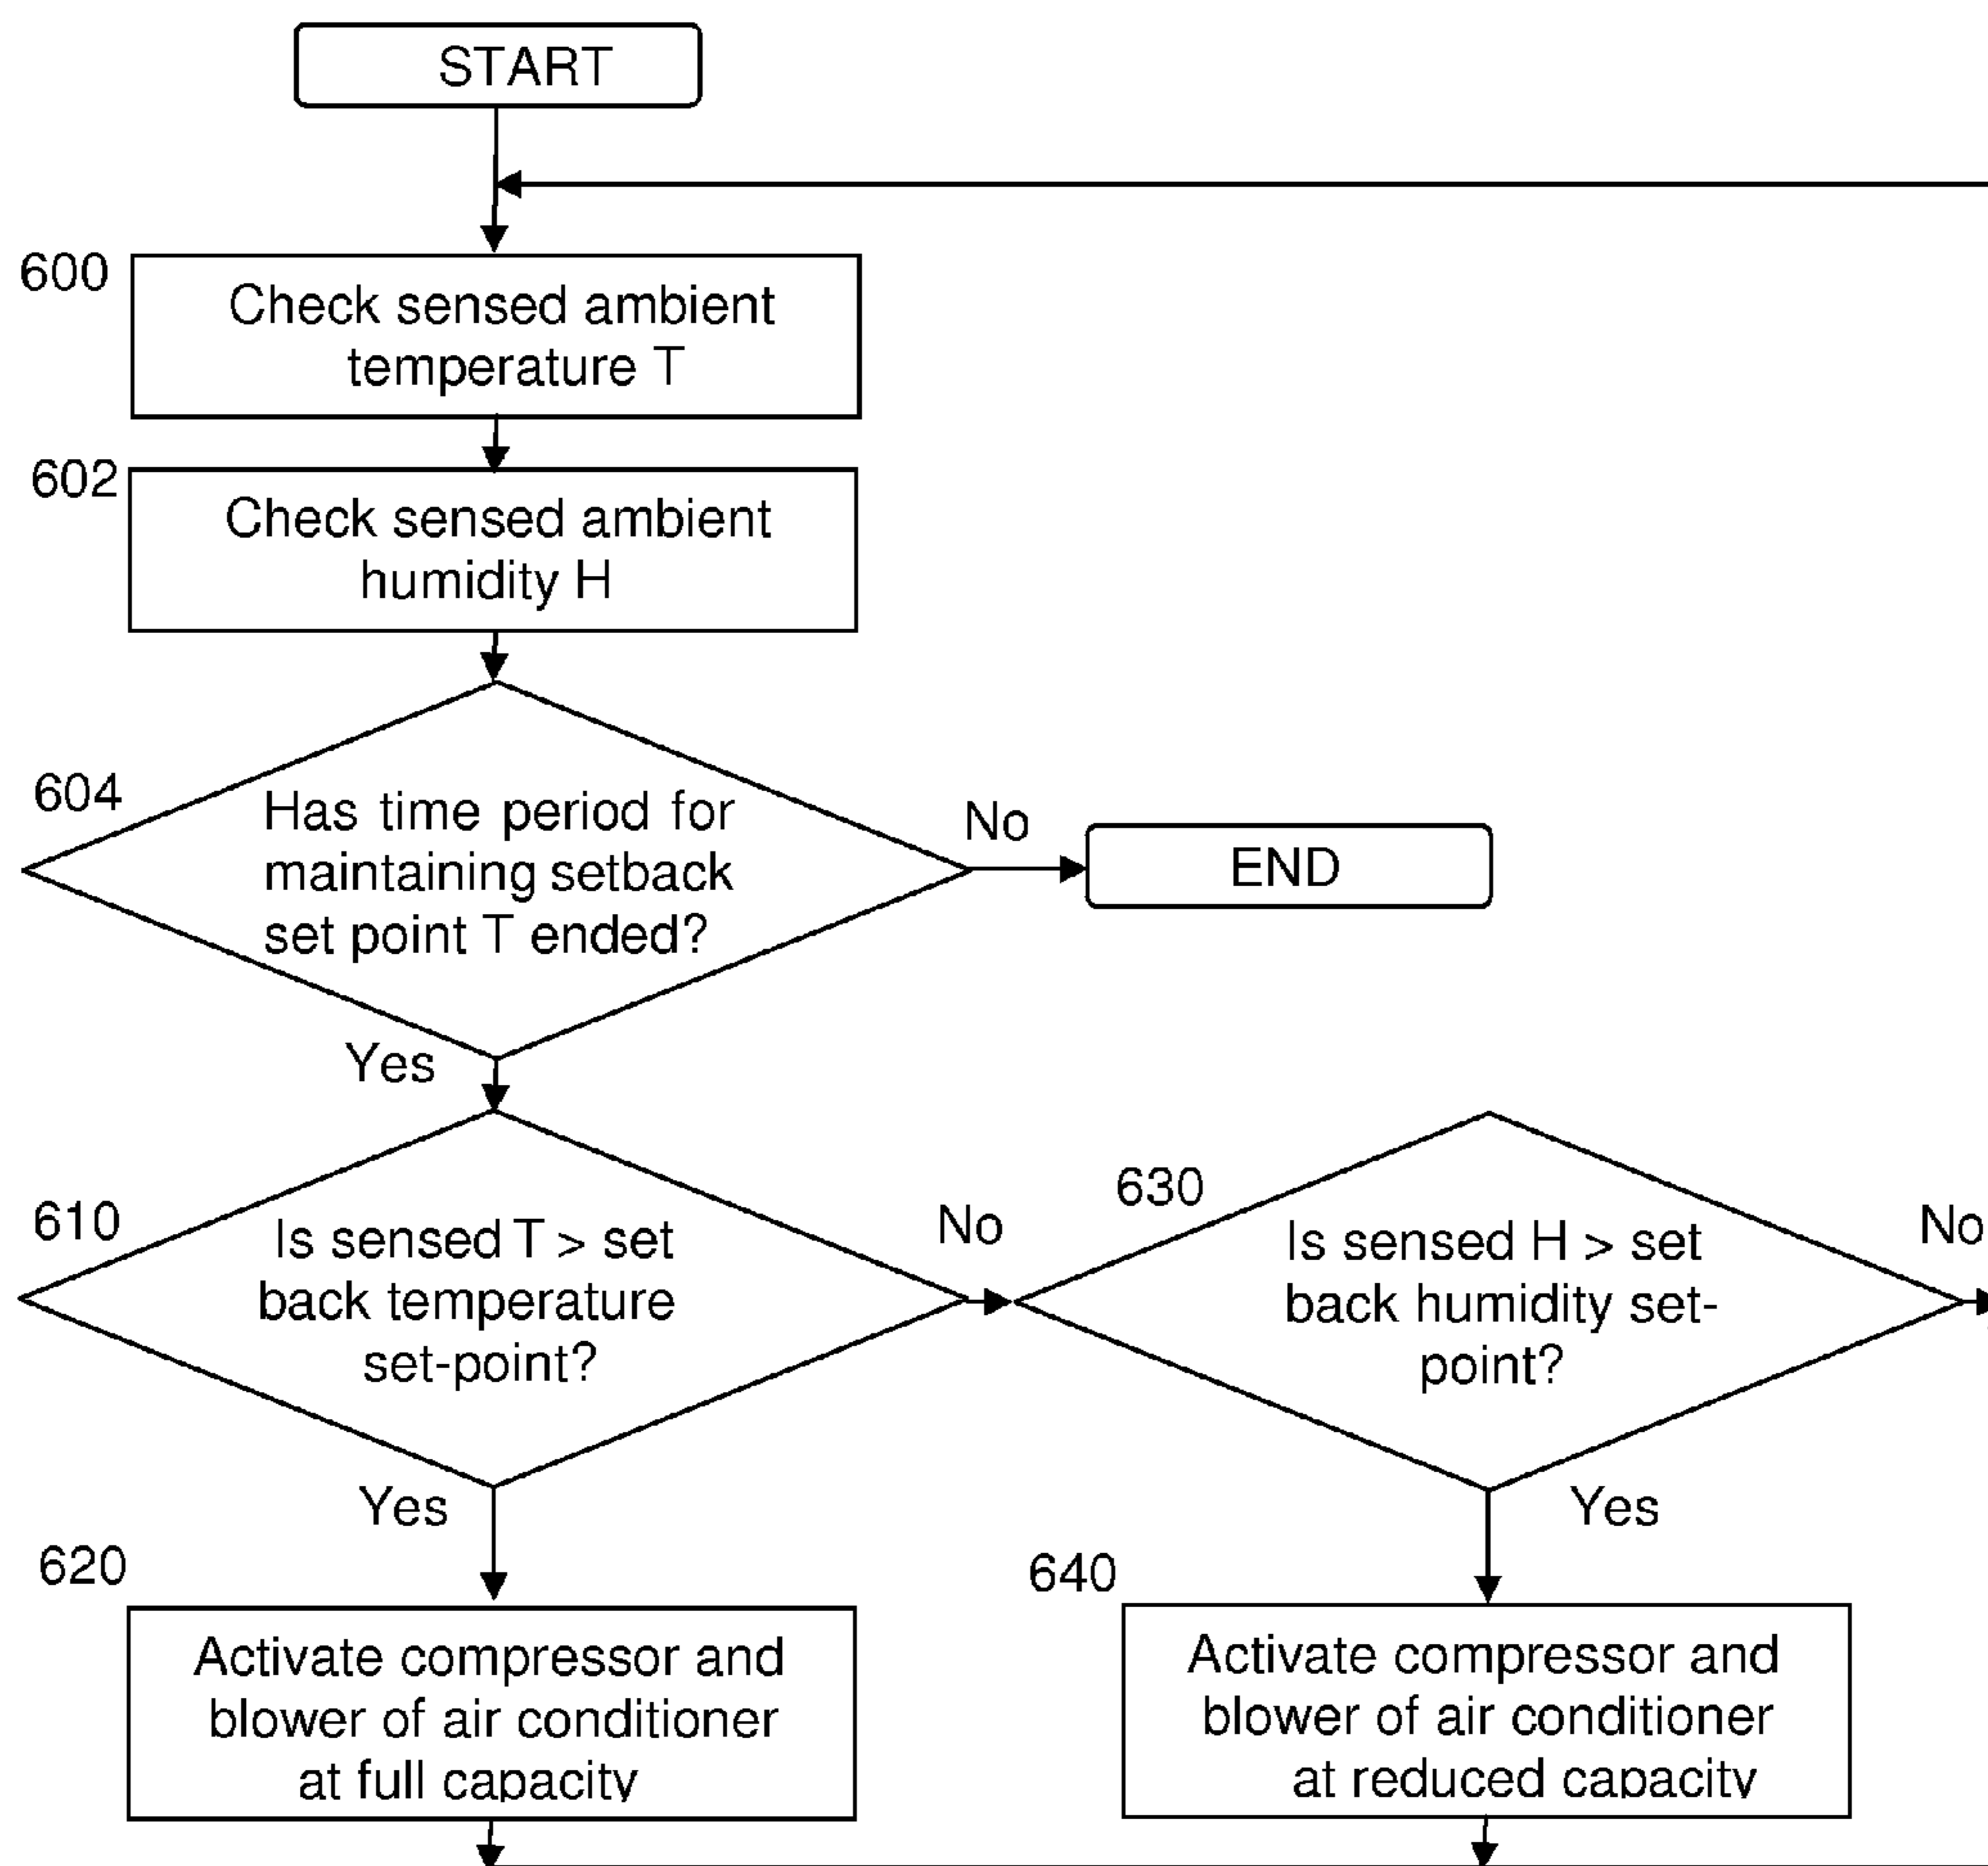 START
600
Check sensed ambient
temperature T
602
Check sensed ambient
humidity H
604
Has time period for
maintaining setback
set point T ended?
No
END
Yes
610
Is sensed T > set
back temperature
set-point?
No
630
Is sensed H > set
back humidity set-
point?
No
Yes
Yes
620
Activate compressor and
blower of air conditioner
at full capacity
640
Activate compressor and
blower of air conditioner
at reduced capacity